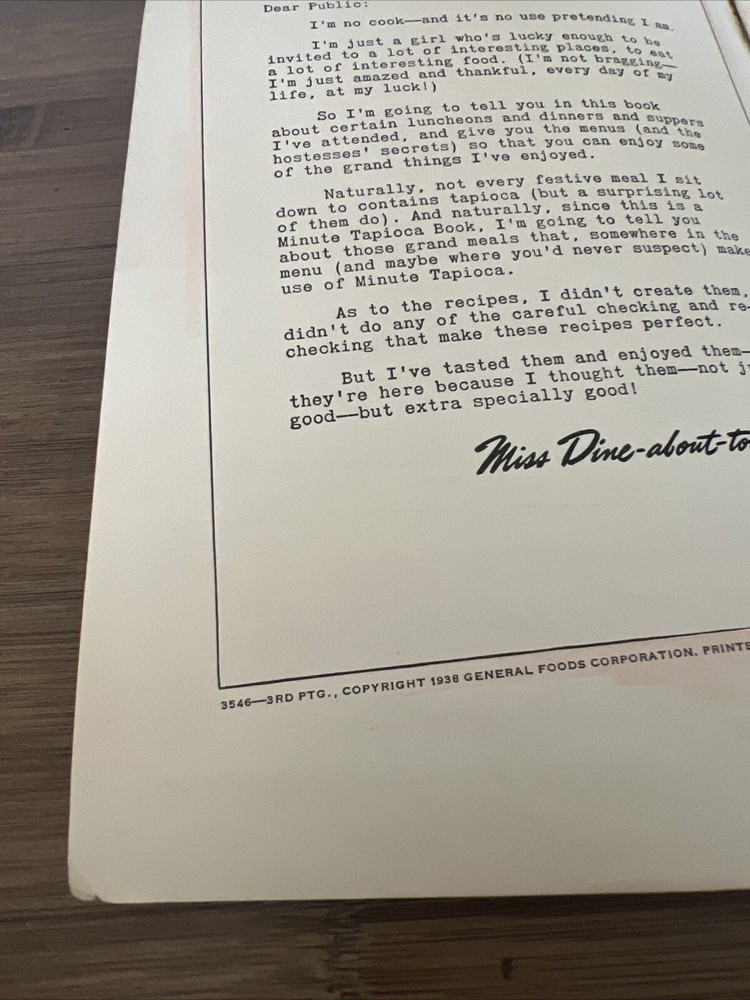 Dear Public:
I'm no cook—and it's no use pretending I am.
I'm just a girl who's lucky enough to be
invited to a lot of interesting places, to eat
a lot of interesting food. (I'm not bragging—
I'm just amazed and thankful, every day of my
life, at my luck!)
So I'm going to tell you in this book
about certain luncheons and dinners and suppers
I've attended, and give you the menus (and the
hostesses' secrets) so that you can enjoy some
of the grand things I've enjoyed.
Naturally, not every festive meal I sit
down to contains tapioca (but a surprising lot
of them do). And naturally, since this is a
Minute Tapioca Book, I'm going to tell you
about those grand meals that, somewhere in the
menu (and maybe where you'd never suspect) make
use of Minute Tapioca.
As to the recipes, I didn't create them,
didn't do any of the careful checking and re-
checking that make these recipes perfect.
But I've tasted them and enjoyed them—
they're here because I thought them—not
good—but extra specially good!
Miss Dine-about-to
3546—3RD PTG., COPYRIGHT 1938 GENERAL FOODS CORPORATION. PRINTE